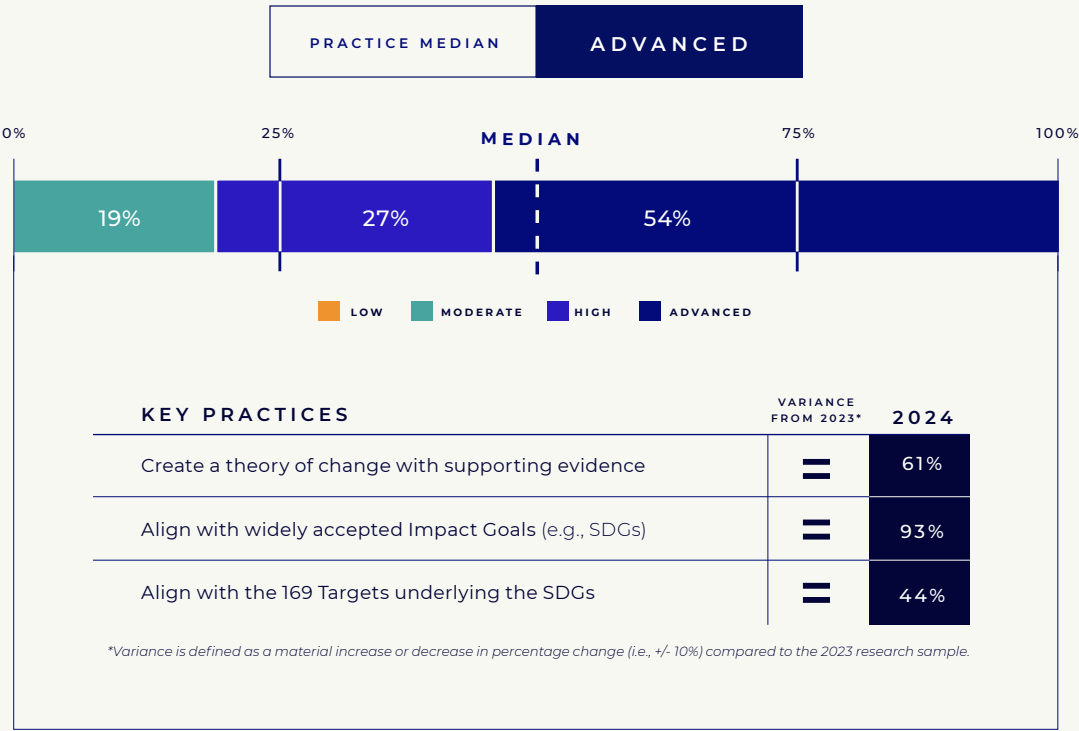 PRACTICE MEDIAN ADVANCED
0% 25% MEDIAN 75% 100%
19% 27% 54%
LOW MODERATE HIGH ADVANCED
KEY PRACTICES VARIANCE FROM 2023* 2024
Create a theory of change with supporting evidence = 61%
Align with widely accepted Impact Goals (e.g., SDGs) = 93%
Align with the 169 Targets underlying the SDGs = 44%
*Variance is defined as a material increase or decrease in percentage change (i.e., +/- 10%) compared to the 2023 research sample.